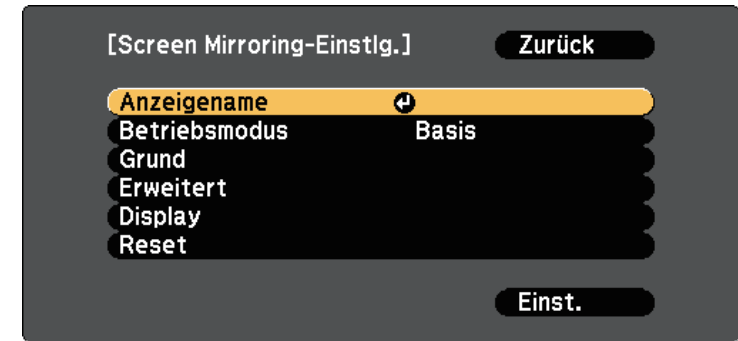 [Screen Mirroring-Einstlg.] Zurück
Anzeigename
Betriebsmodus Basis
Grund
Erweitert
Display
Reset
Einst.